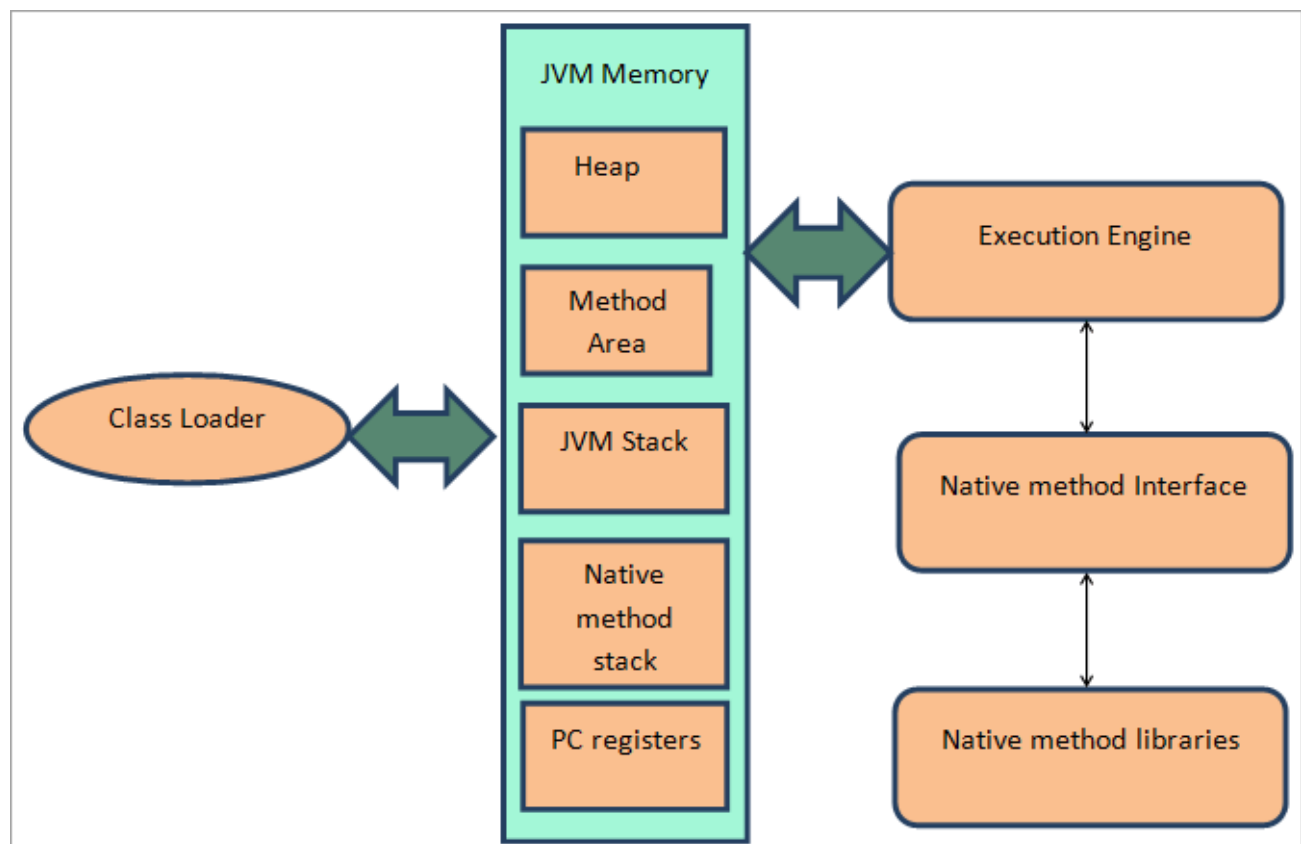 JVM Memory
Heap
Method
Area
JVM Stack
Native
method
stack
PC registers
Class Loader
Execution Engine
Native method Interface
Native method libraries